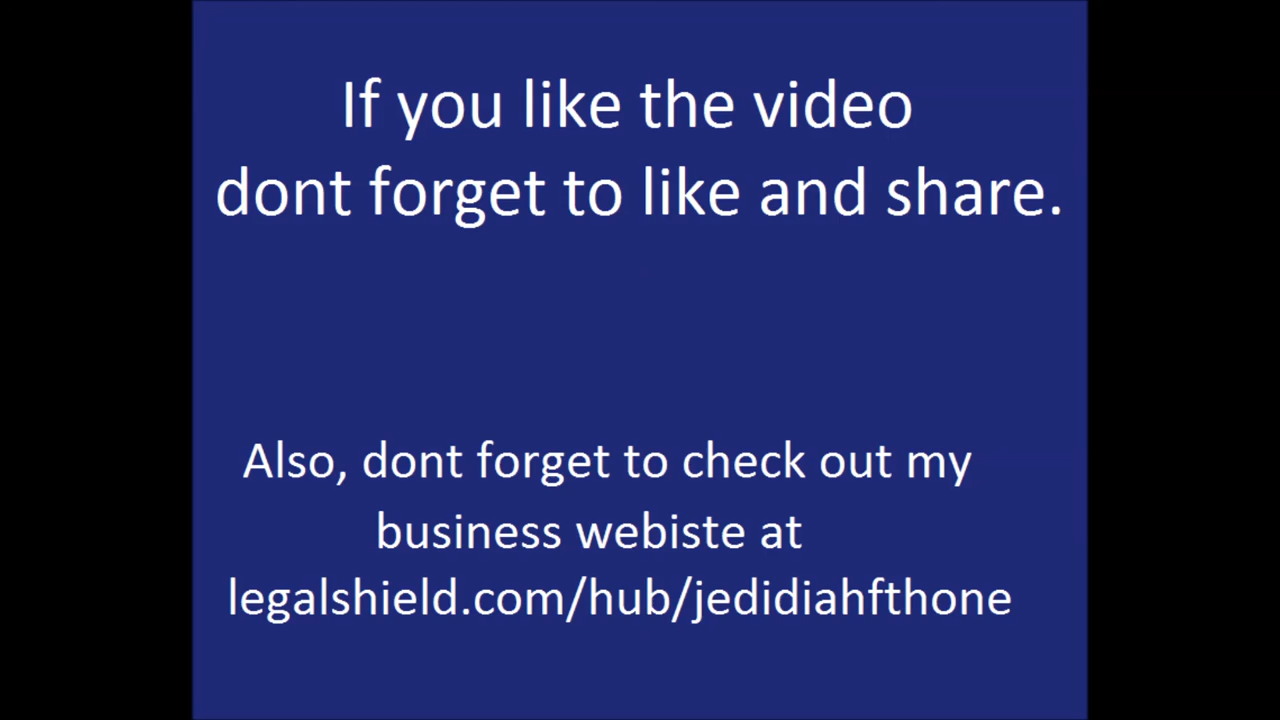 If you like the video
dont forget to like and share.
Also, dont forget to check out my
business webiste at
legalshield.com/hub/jedidiahfthone